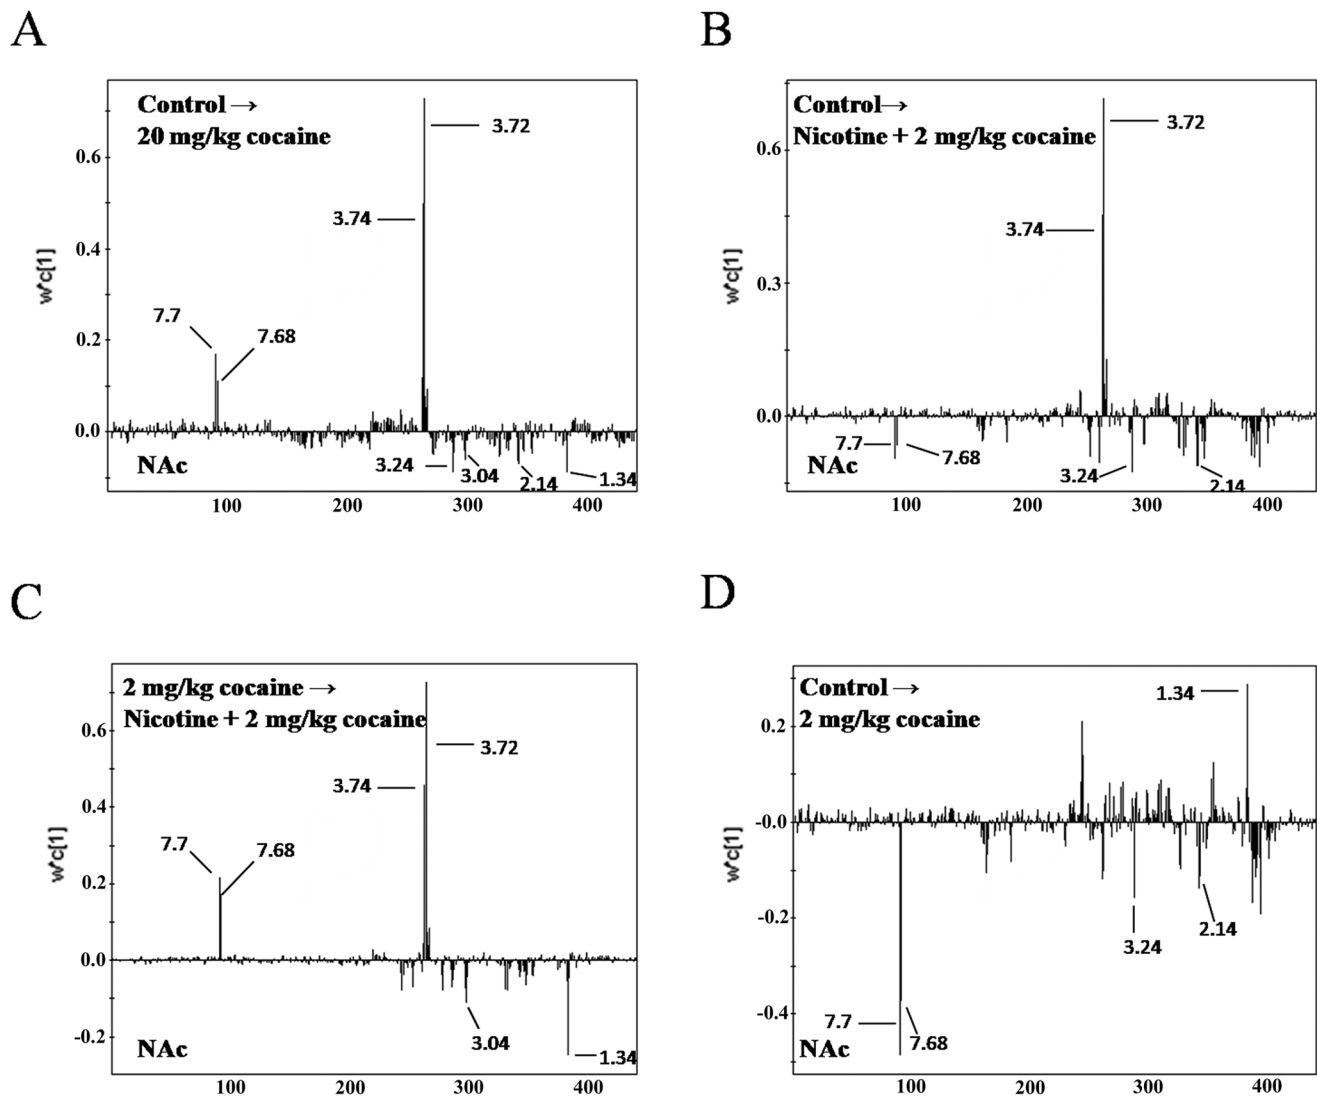 A
Control →
20 mg/kg cocaine
w*c[1]
0.6
0.4
0.2
0.0
3.72
3.74
7.7
7.68
3.24
3.04
2.14
1.34
NAc
100 200 300 400
B
Control→
Nicotine + 2 mg/kg cocaine
w*c[1]
0.6
0.3
0.0
3.72
3.74
7.7
7.68
3.24
2.14
NAc
100 200 300 400
C
2 mg/kg cocaine →
Nicotine + 2 mg/kg cocaine
w*c[1]
0.6
0.4
0.2
0.0
-0.2
3.72
3.74
7.7
7.68
3.04
1.34
NAc
100 200 300 400
D
Control →
2 mg/kg cocaine
w*c[1]
0.2
-0.0
-0.2
-0.4
1.34
3.24
2.14
7.7
7.68
NAc
100 200 300 400